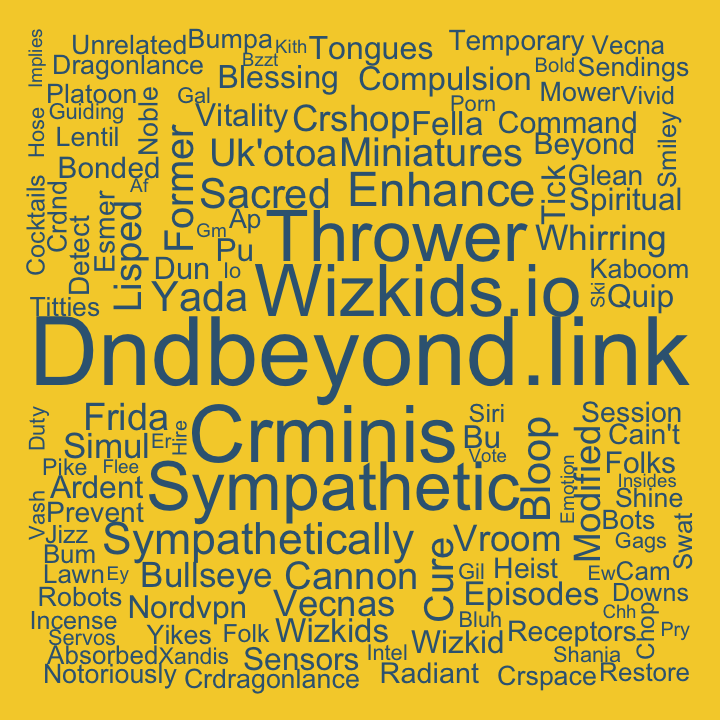 Implies
Unrelated
Bumpa
Kith
Tongues
Temporary
Vecna
Dragonlance
Bzzt
Blessing
Compulsion
Bold
Sendings
Platoon
Gal
Porn
Mower
Vivid
Guiding
Noble
Vitality
Crshop
Fella
Command
Hose
Lentil
Former
Uk'otoa
Miniatures
Beyond
Smiley
Bonded
Af
Sacred
Enhance
Tick
Glean
Spiritual
Cocktails
Crdnd
Detect
Esmer
Lisped
Gm
Ap
Thrower
Whirring
Pu
Dun
Io
Yada
Wizkids.io
Kaboom
Ski
Quip
Titties
Dndbeyond.link
Duty
Frida
Crminis
Siri
Session
Simul
Er
Hire
Bu
Vote
Bloop
Modified
Cain't
Pike
Flee
Folks
Ardent
Sympathetic
Emotion
Insides
Shine
Vash
Prevent
Bots
Jizz
Sympathetically
Vroom
Gags
Swat
Bum
Lawn
Ey
Bullseye
Cannon
Cure
Gil
Heist
Ew
Cam
Robots
Nordvpn
Vecnas
Episodes
Downs
Incense
Servos
Yikes
Folk
Wizkids
Bluh
Receptors
Chh
Chop
Pry
Absorbed
Xandis
Sensors
Intel
Wizkid
Shania
Notoriously
Crdragonlance
Radiant
Crspace
Restore